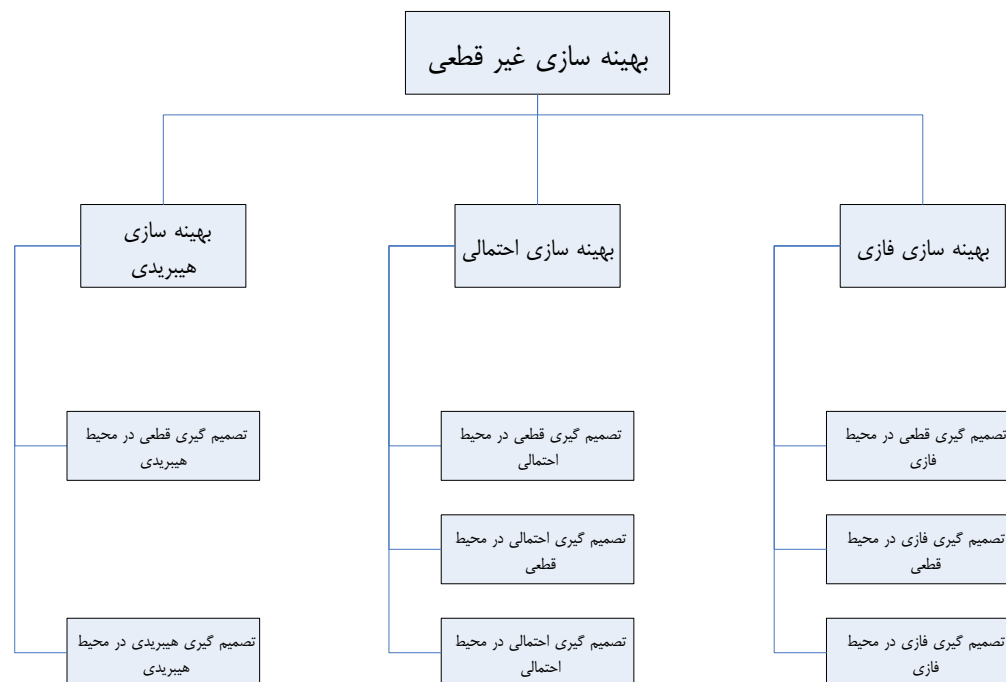 بهینه سازی غیر قطعی
بهینه سازی فازی
بهینه سازی احتمالی
بهینه سازی
هیبریدی
تصمیم گیری قطعی در محیط
فازی
تصمیم گیری قطعی در محیط
احتمالی
تصمیم گیری قطعی در محیط
هیبریدی
تصمیم گیری فازی در محیط
قطعی
تصمیم گیری احتمالی در محیط
قطعی
تصمیم گیری فازی در محیط
فازی
تصمیم گیری احتمالی در محیط
احتمالی
تصمیم گیری هیبریدی در محیط
هیبریدی